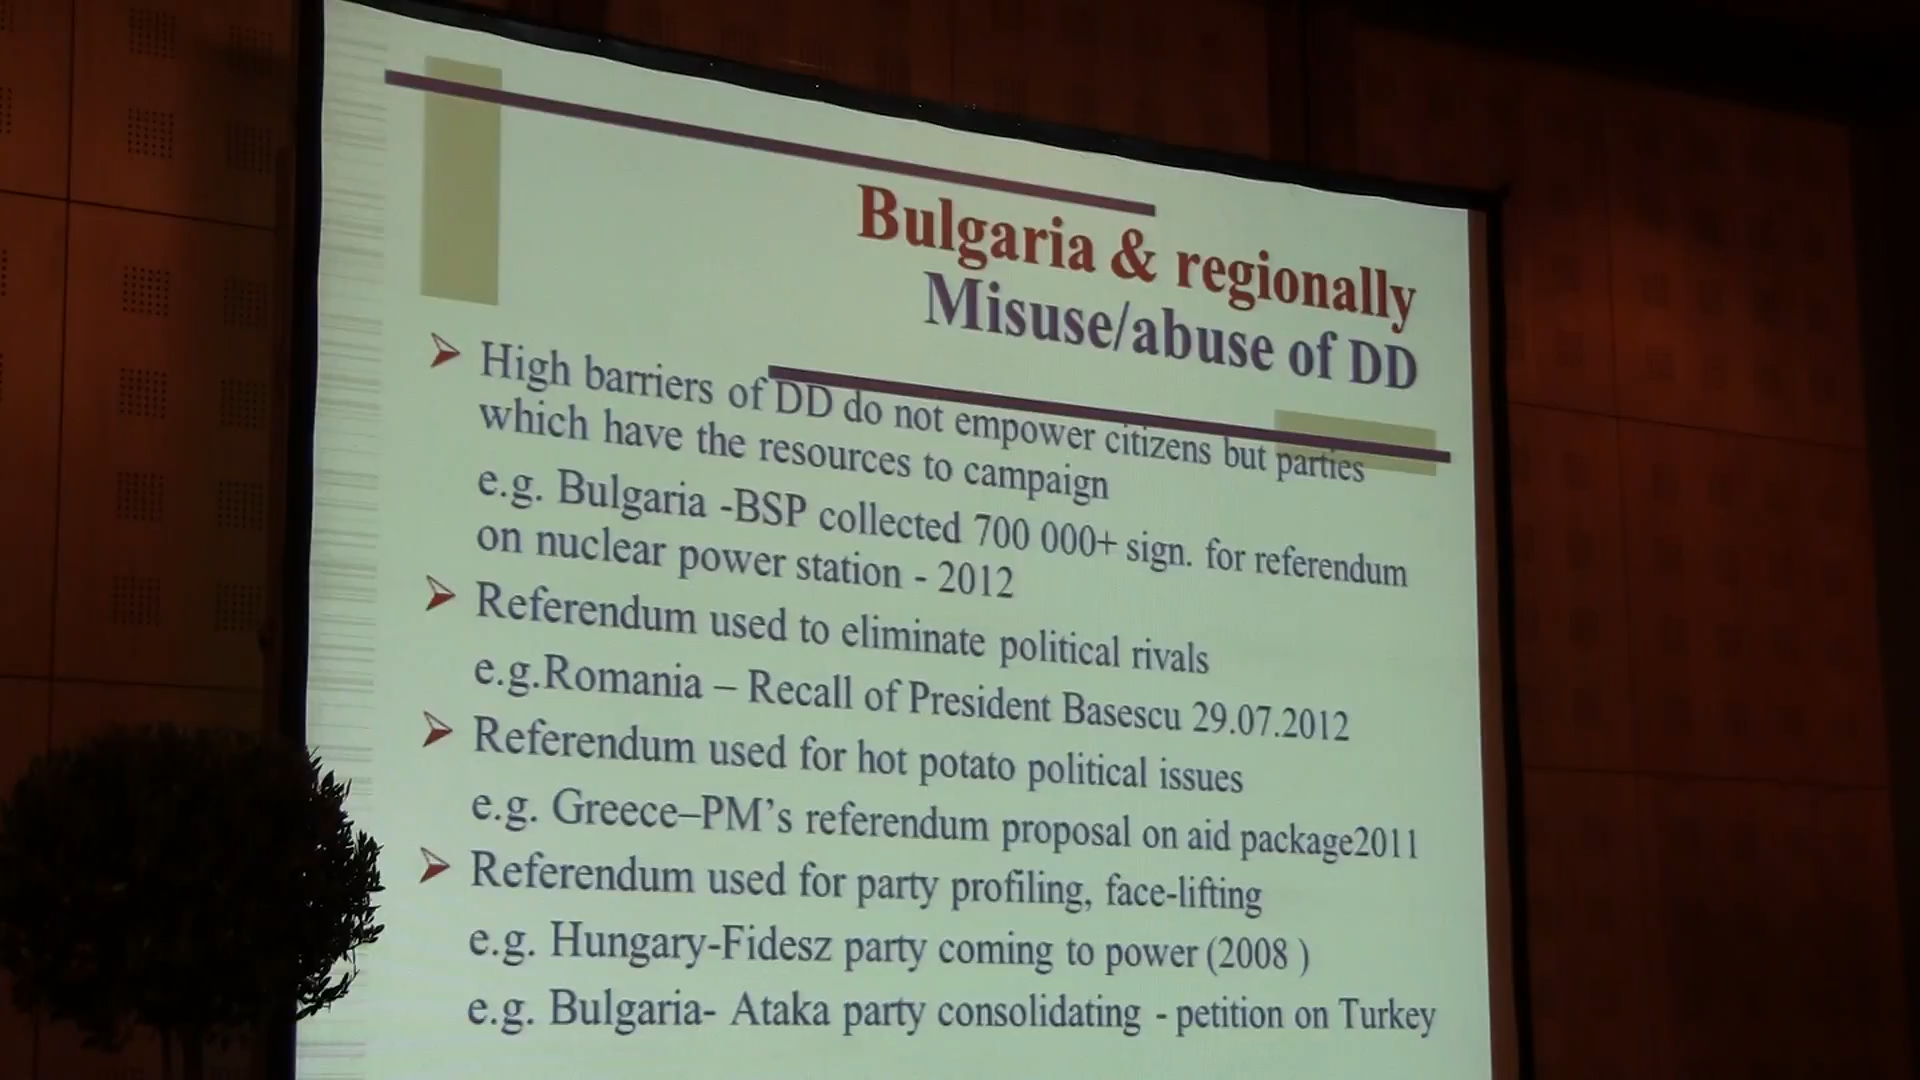 Bulgaria & regionally
Misuse/abuse of DD
High barriers of DD do not empower citizens but parties
which have the resources to campaign
e.g. Bulgaria -BSP collected 700 000+ sign. for referendum
on nuclear power station - 2012
Referendum used to eliminate political rivals
e.g.Romania – Recall of President Basescu 29.07.2012
Referendum used for hot potato political issues
e.g. Greece–PM’s referendum proposal on aid package2011
Referendum used for party profiling, face-lifting
e.g. Hungary-Fidesz party coming to power (2008 )
e.g. Bulgaria- Ataka party consolidating - petition on Turkey